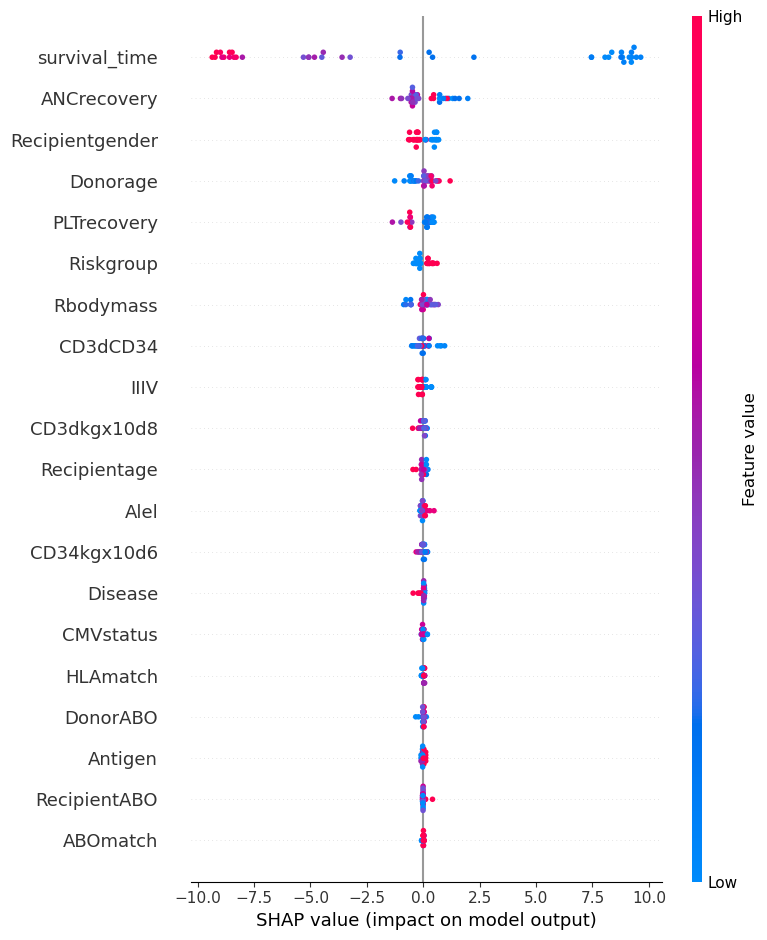 High
survival_time
ANCrecovery
Recipientgender
Donorage
PLTrecovery
Riskgroup
Rbodymass
CD3dCD34
IIIV
CD3dkgx10d8
Recipientage
Alel
CD34kgx10d6
Disease
CMVstatus
HLAmatch
DonorABO
Antigen
RecipientABO
ABOmatch
Feature value
Low
−10.0 −7.5 −5.0 −2.5 0.0 2.5 5.0 7.5 10.0
SHAP value (impact on model output)